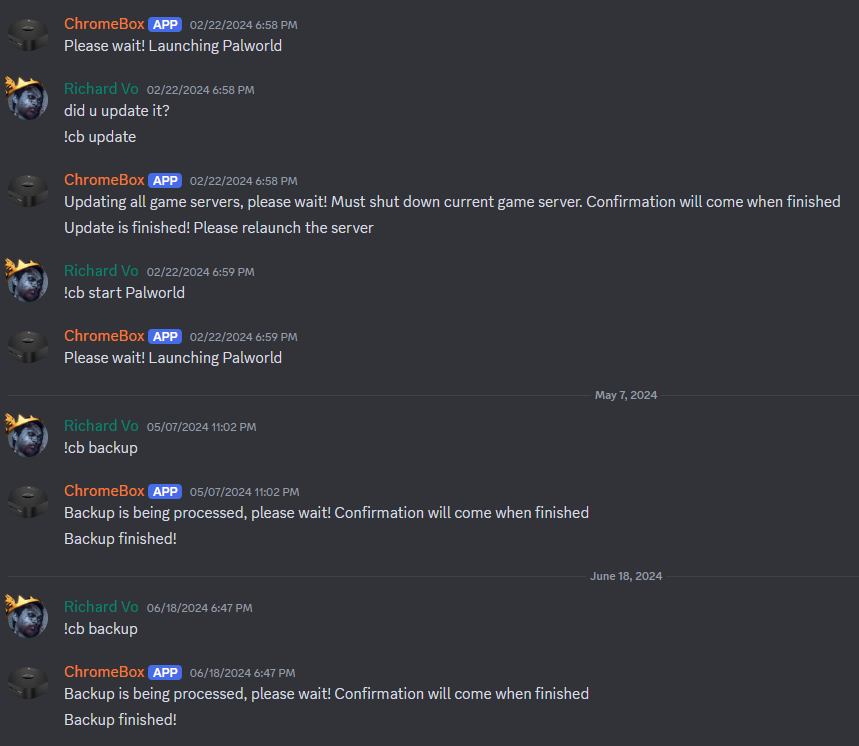 ChromeBox APP 02/22/2024 6:58 PM
Please wait! Launching Palworld
Richard Vo 02/22/2024 6:58 PM
did u update it?
!cb update
ChromeBox APP 02/22/2024 6:58 PM
Updating all game servers, please wait! Must shut down current game server. Confirmation will come when finished
Update is finished! Please relaunch the server
Richard Vo 02/22/2024 6:59 PM
!cb start Palworld
ChromeBox APP 02/22/2024 6:59 PM
Please wait! Launching Palworld
May 7, 2024
Richard Vo 05/07/2024 11:02 PM
!cb backup
ChromeBox APP 05/07/2024 11:02 PM
Backup is being processed, please wait! Confirmation will come when finished
Backup finished!
June 18, 2024
Richard Vo 06/18/2024 6:47 PM
!cb backup
ChromeBox APP 06/18/2024 6:47 PM
Backup is being processed, please wait! Confirmation will come when finished
Backup finished!